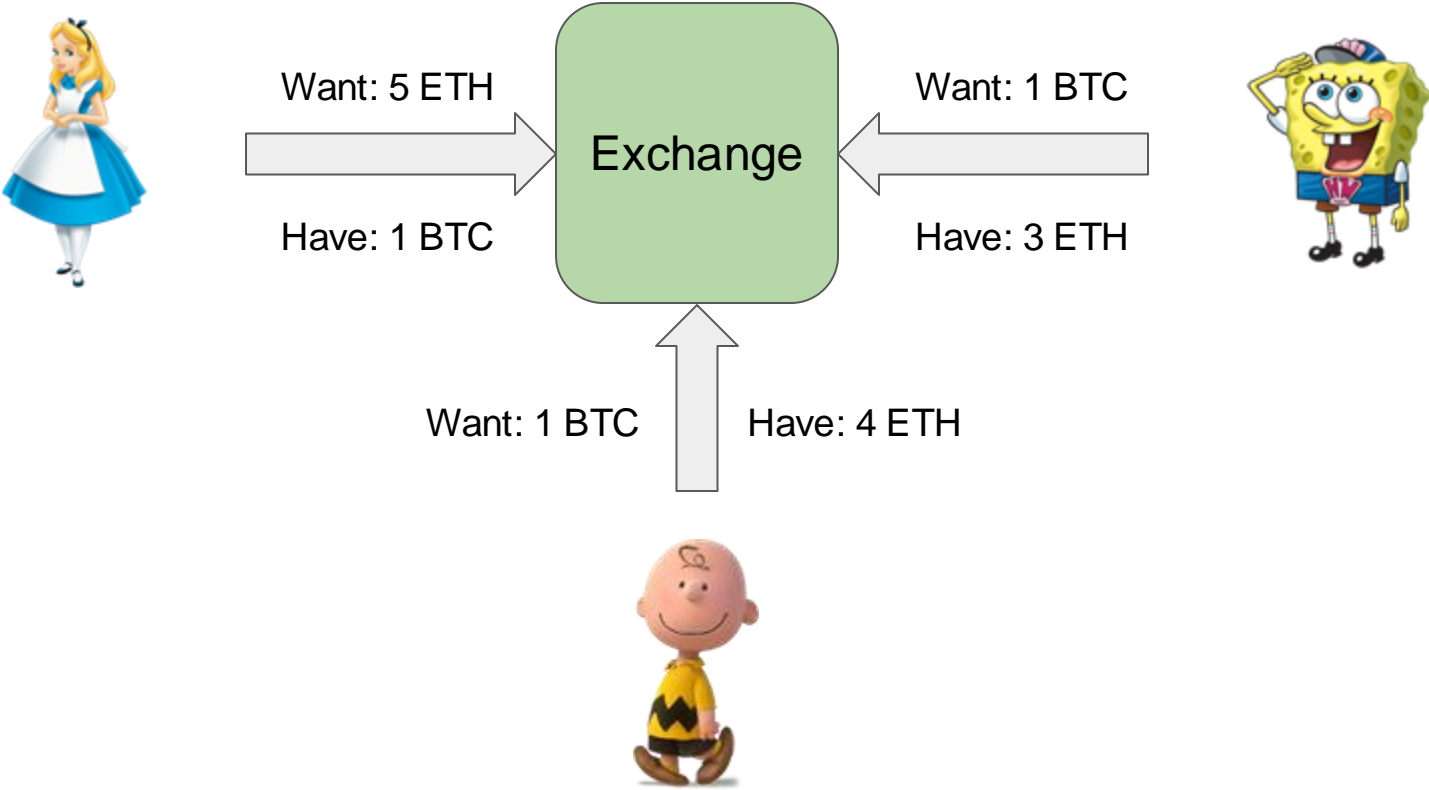 Want: 5 ETH
Have: 1 BTC
Exchange
Want: 1 BTC
Have: 3 ETH
Want: 1 BTC
Have: 4 ETH